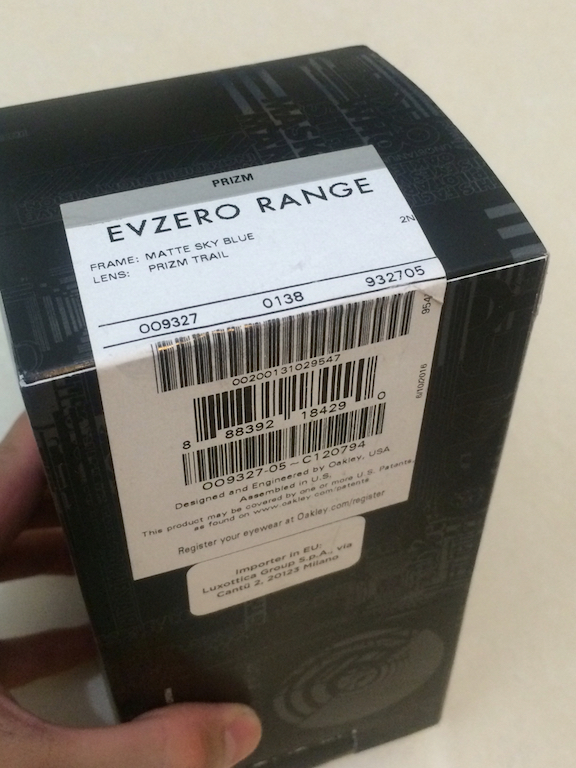 PRIZM
EVZERO RANGE
FRAME: MATTE SKY BLUE
LENS: PRIZM TRAIL
2N
009327 0138 932705
954
00200131029547
8 88392 18429 0
009327-05-C120794
Designed and Engineered by Oakley, USA
Assembled in U.S.
This product may be covered by one or more U.S. Patents,
as found on www.oakley.com/patents
Register your eyewear at Oakley.com/register
Importer in EU:
Luxottica Group S.p.A., via
Cantù 2, 20123 Milano